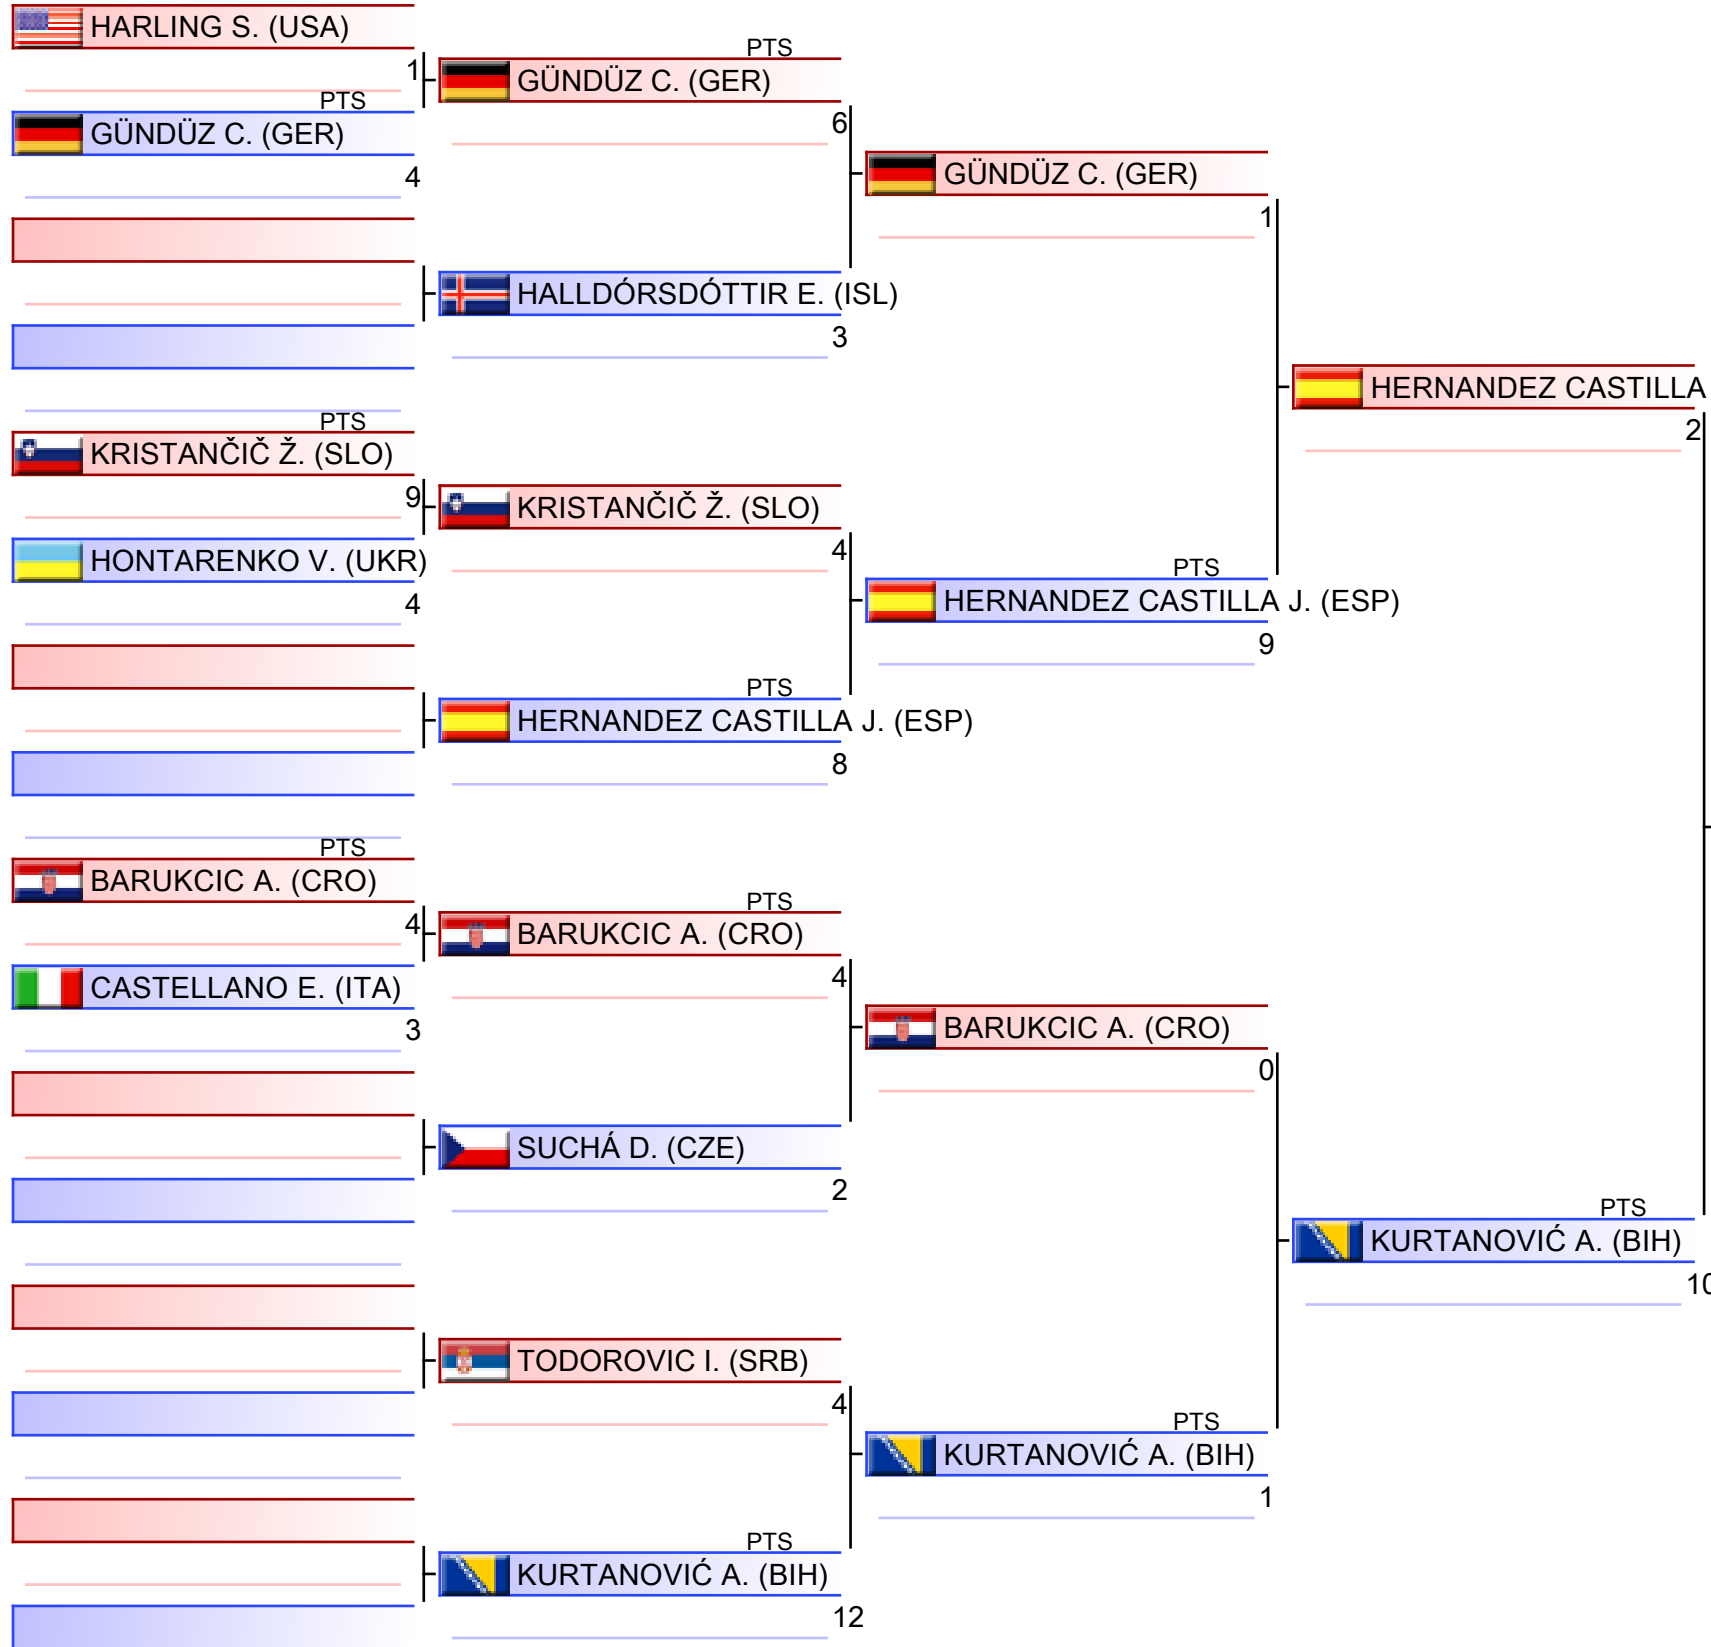 HARLING S. (USA)
1
PTS
GÜNDÜZ C. (GER)
4
PTS
KRISTANČIČ Ž. (SLO)
9
HONTARENKO V. (UKR)
4
PTS
BARUKCIC A. (CRO)
4
CASTELLANO E. (ITA)
3
PTS
GÜNDÜZ C. (GER)
6
HALLDÓRSDÓTTIR E. (ISL)
3
KRISTANČIČ Ž. (SLO)
4
PTS
HERNANDEZ CASTILLA J. (ESP)
8
PTS
BARUKCIC A. (CRO)
4
SUCHÁ D. (CZE)
2
TODOROVIC I. (SRB)
4
PTS
KURTANOVIĆ A. (BIH)
12
GÜNDÜZ C. (GER)
1
PTS
HERNANDEZ CASTILLA J. (ESP)
9
BARUKCIC A. (CRO)
0
PTS
KURTANOVIĆ A. (BIH)
1
HERNANDEZ CASTILLA
2
PTS
KURTANOVIĆ A. (BIH)
10